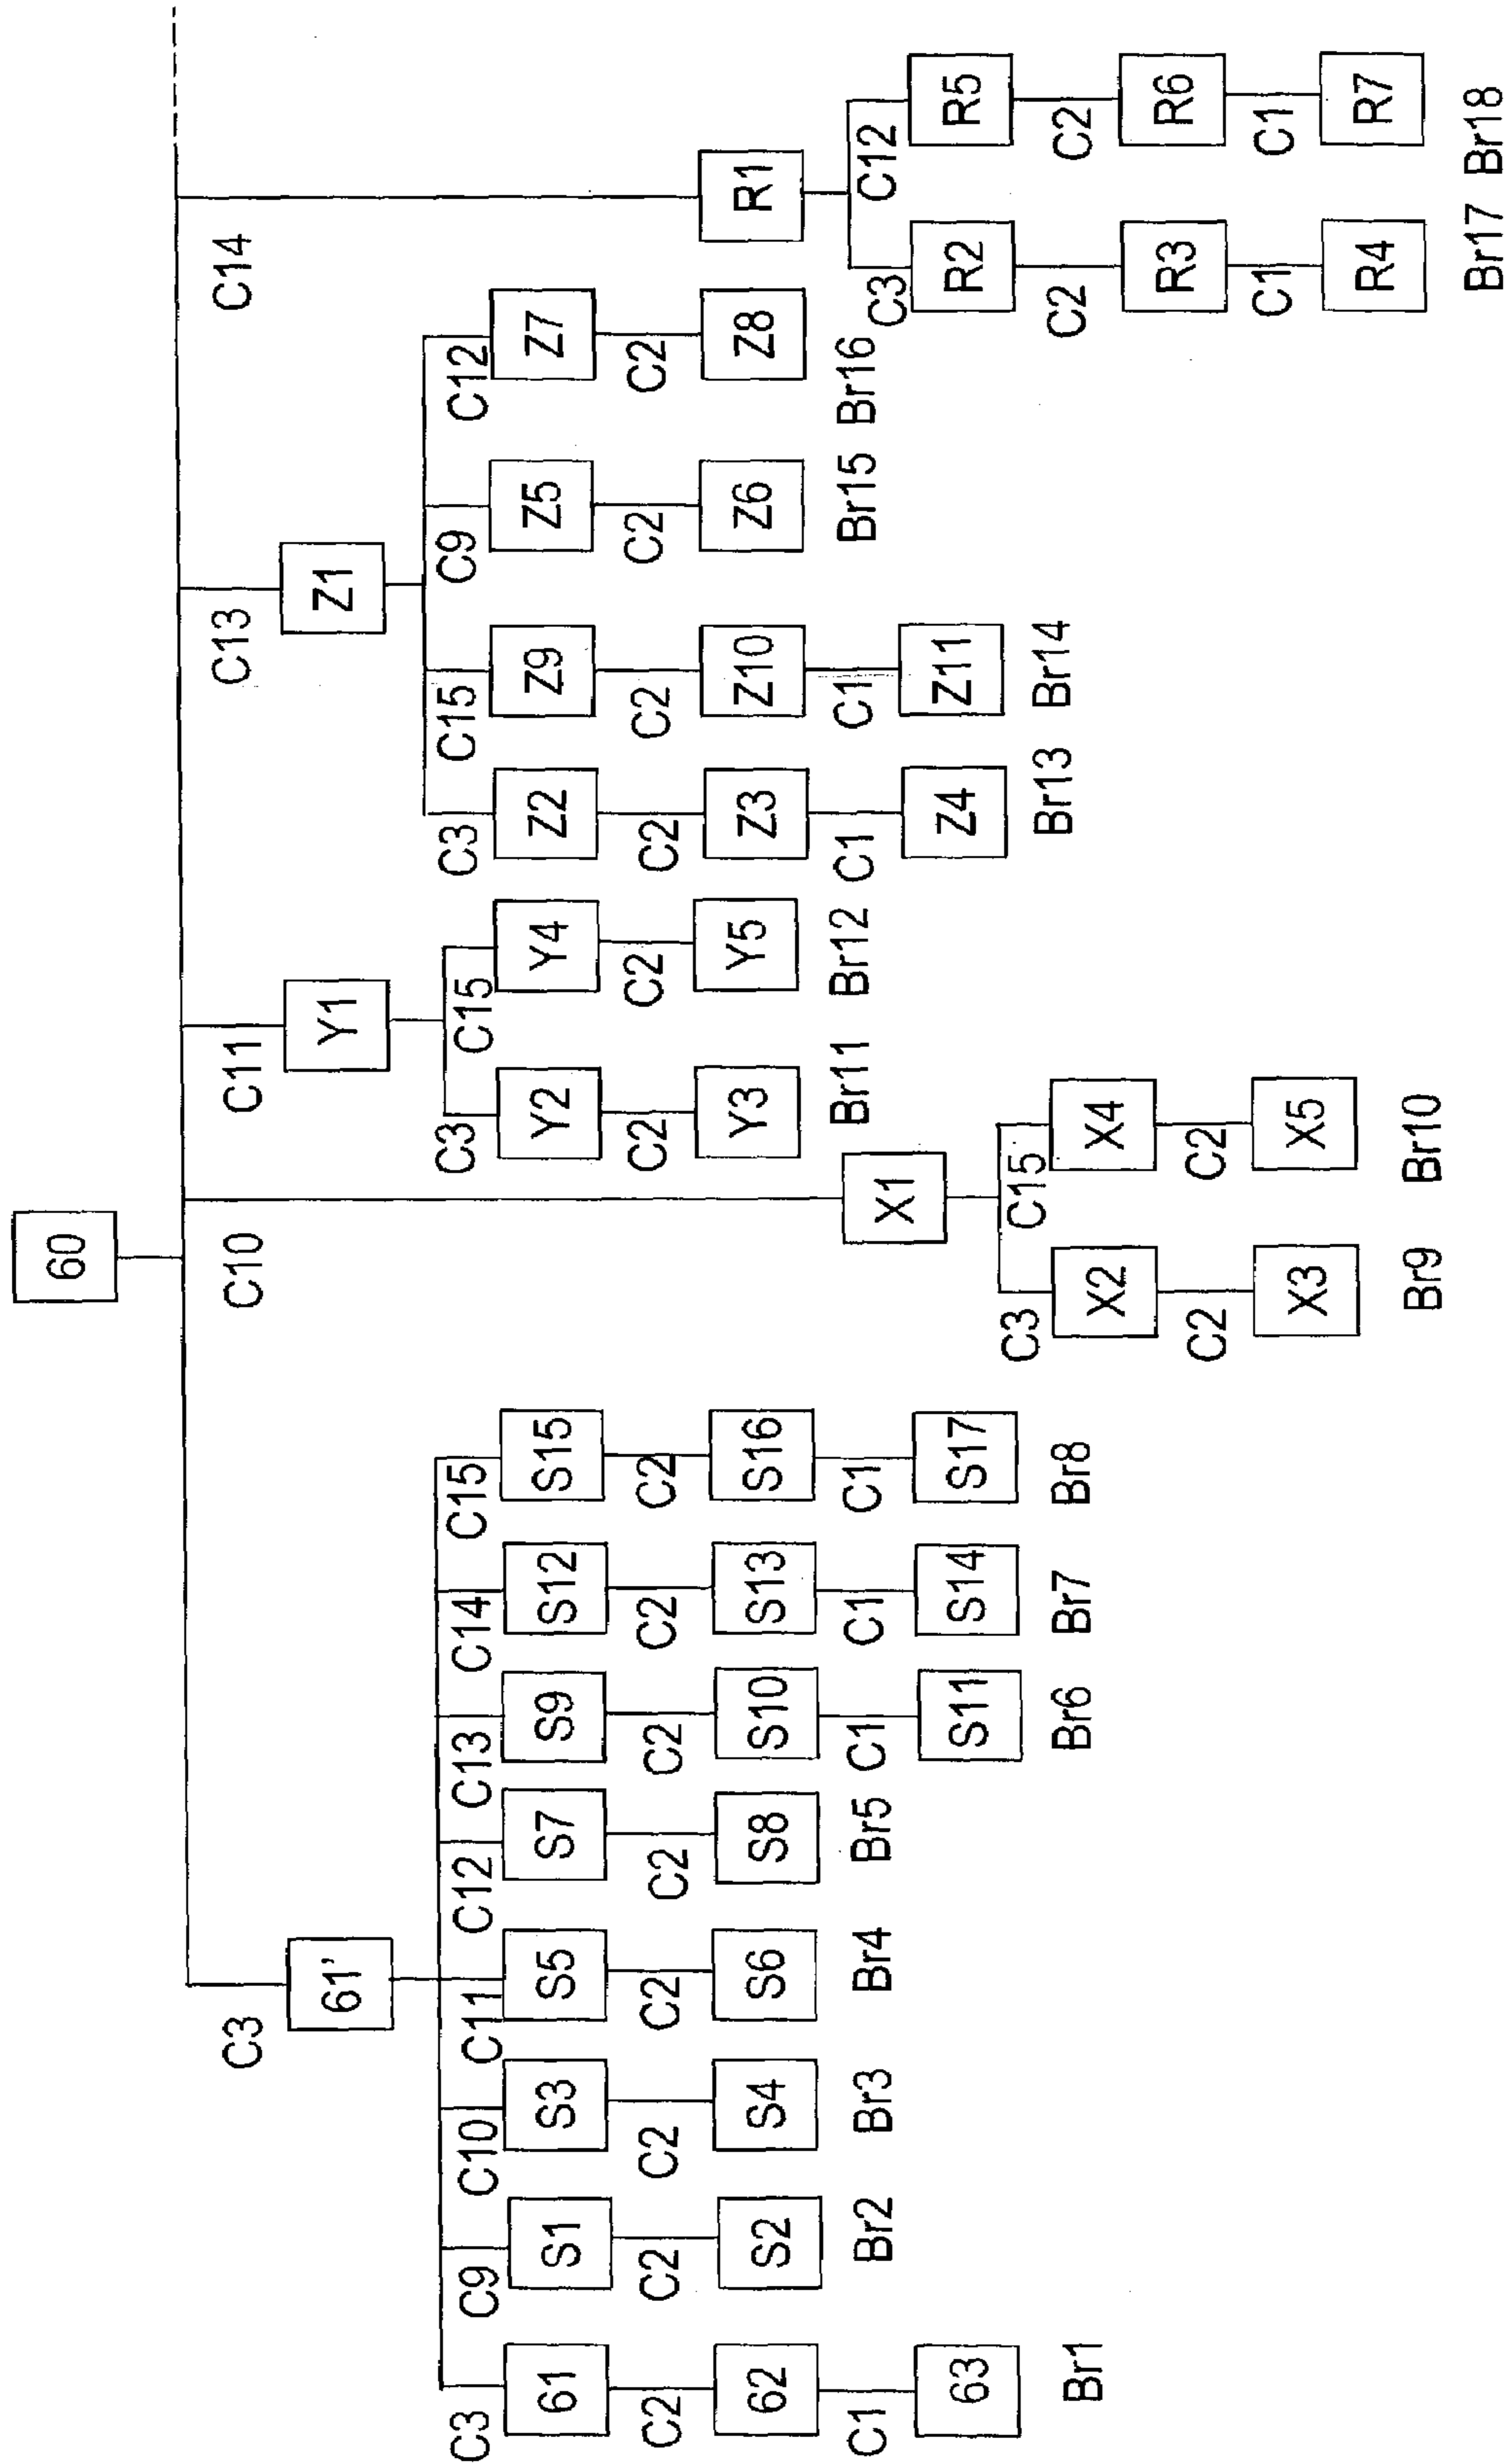 60
C3
C10
C11
C13
C14
61'
Y1
Z1
C3
C9
C10
C11
C12
C13
C14
C15
C3
C15
C3
C15
C9
C12
61
S1
S3
S5
S7
S9
S12
S15
Y2
Y4
Z2
Z9
Z5
Z7
C2
C2
C2
C2
C2
C2
C2
C2
C2
C2
C2
C2
C2
C2
62
S2
S4
S6
S8
S10
S13
S16
X1
Y3
Y5
Z3
Z10
Z6
Z8
R1
C1
Br2
Br3
Br4
Br5
C1
C1
C1
Br11
Br12
C1
C1
Br15
Br16
C3
C12
63
S11
S14
S17
Z4
Z11
R2
R5
Br1
Br6
Br7
Br8
C3
C15
Br13
Br14
C2
C2
X2
X4
R3
R6
C2
C2
C1
C1
X3
X5
R4
R7
Br9
Br10
Br17
Br18